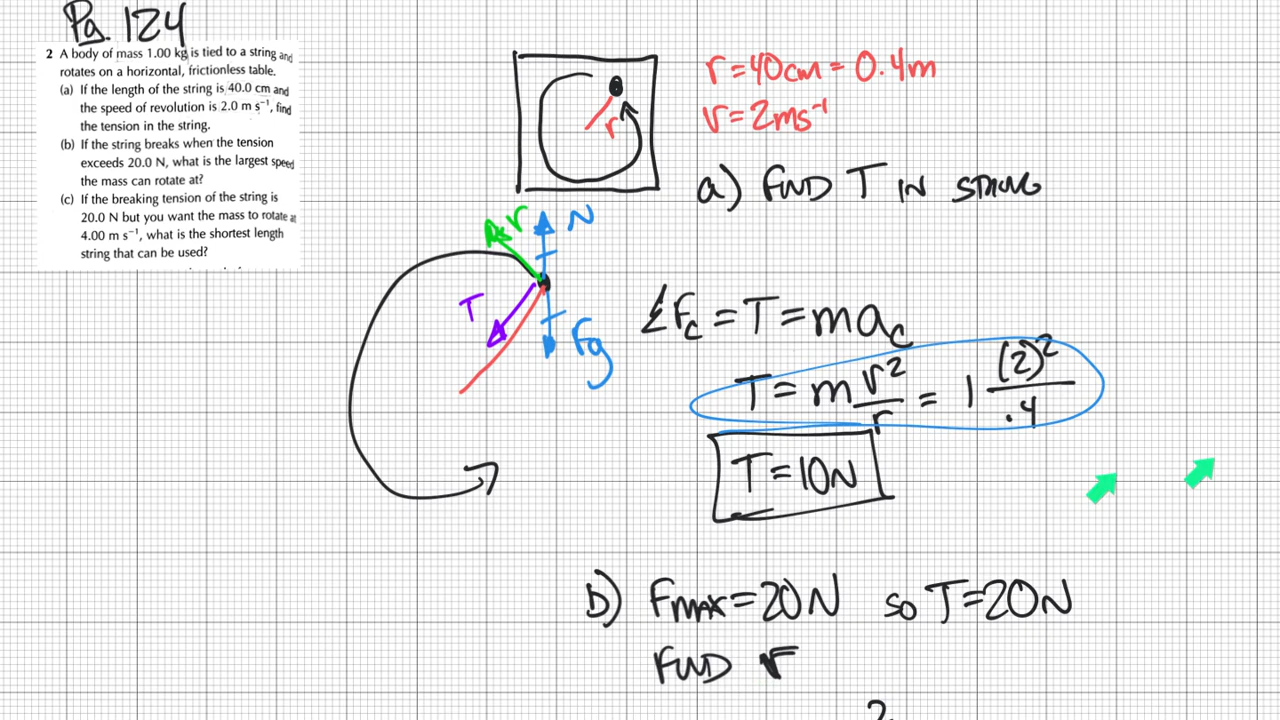 Pg. 124
2 A body of mass 1.00 kg is tied to a string and
rotates on a horizontal, frictionless table.
(a) If the length of the string is 40.0 cm and
the speed of revolution is 2.0 m s⁻¹, find
the tension in the string.
(b) If the string breaks when the tension
exceeds 20.0 N, what is the largest speed
the mass can rotate at?
(c) If the breaking tension of the string is
20.0 N but you want the mass to rotate at
4.00 m s⁻¹, what is the shortest length
string that can be used?
r
r = 40cm = 0.4m
v = 2ms⁻¹
a) FIND T IN STRING
v
N
T
Fg
ΣFc = T = mac
T = m v²/r = 1 (2)²/.4
T = 10N
b) Fmax = 20N so T = 20N
FIND v
2